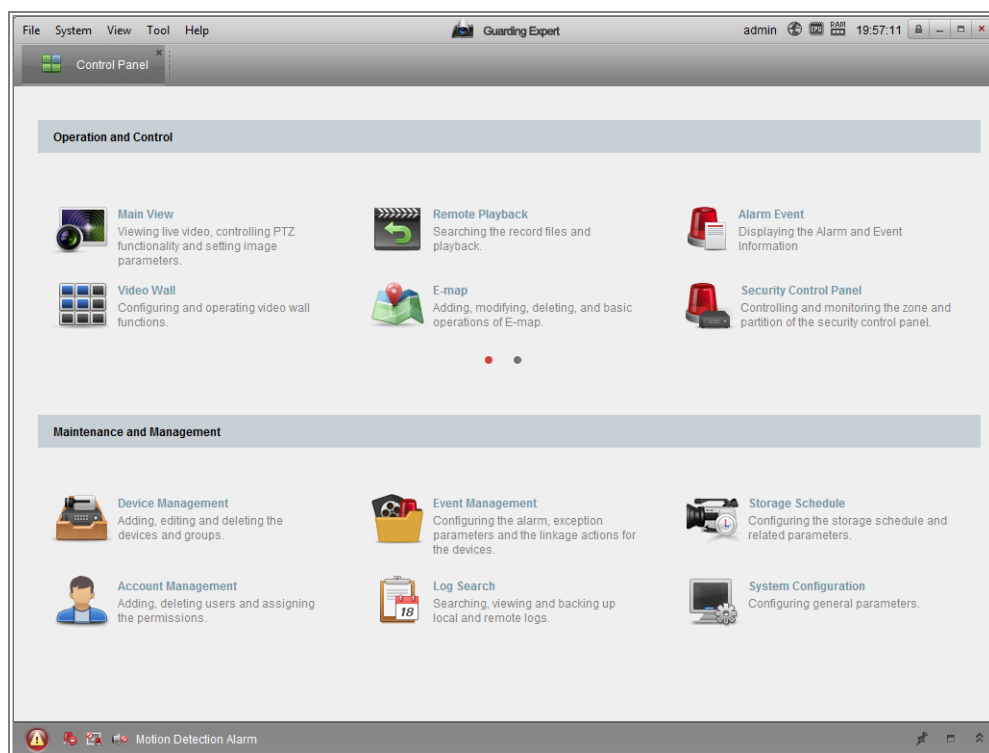 File System View Tool Help Guarding Expert admin CPU RAM 19:57:11
Control Panel
Operation and Control
Main View
Viewing live video, controlling PTZ
functionality and setting image
parameters.
Remote Playback
Searching the record files and
playback.
Alarm Event
Displaying the Alarm and Event
Information
Video Wall
Configuring and operating video wall
functions.
E-map
Adding, modifying, deleting, and basic
operations of E-map.
Security Control Panel
Controlling and monitoring the zone and
partition of the security control panel.
Maintenance and Management
Device Management
Adding, editing and deleting the
devices and groups.
Event Management
Configuring the alarm, exception
parameters and the linkage actions for
the devices.
Storage Schedule
Configuring the storage schedule and
related parameters.
Account Management
Adding, deleting users and assigning
the permissions.
Log Search
Searching, viewing and backing up
local and remote logs.
18
System Configuration
Configuring general parameters.
Motion Detection Alarm